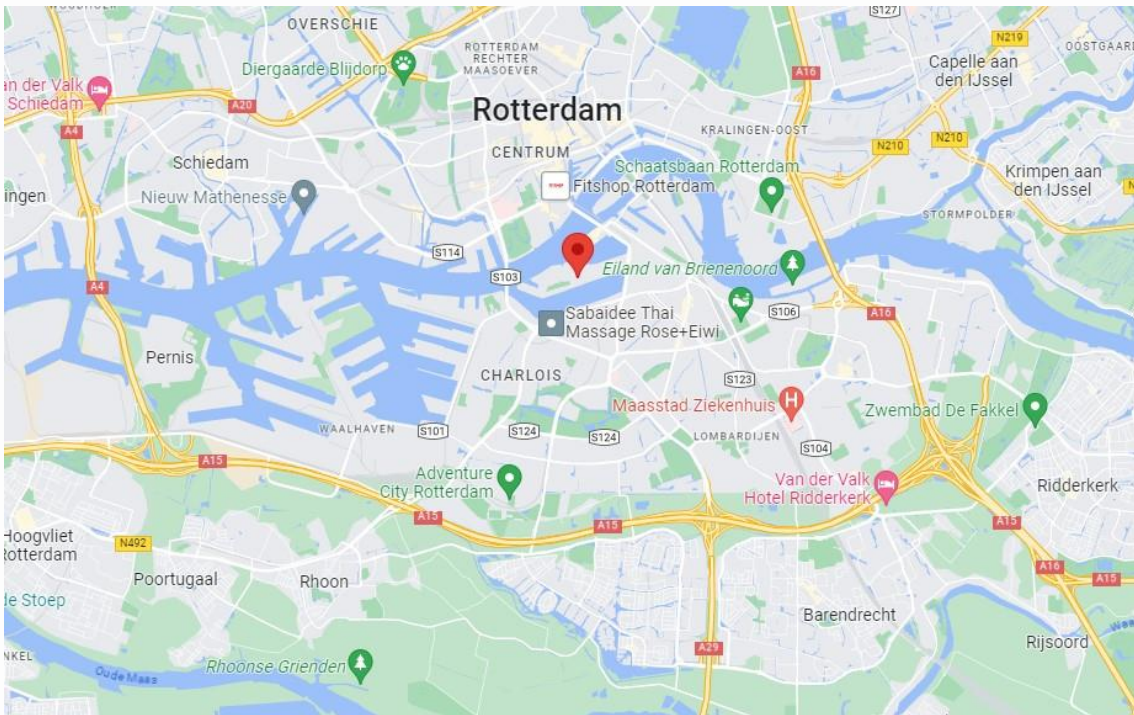 OVERSCHIE
S127
N219
OOSTGAAR
ROTTERDAM
RECHTER
MAASOEVER
Diergaarde Blijdorp
Capelle aan
den IJssel
an der Valk
Schiedam
A4
A20
A16
Rotterdam
KRALINGEN-OOST
N210
N210
Schiedam
CENTRUM
Schaatsbaan Rotterdam
Krimpen aan
den IJssel
ingen
Nieuw Mathenesse
Fitshop Rotterdam
STORMPOLDER
S114
S103
Eiland van Brienenoord
A4
A16
S106
Sabaidee Thai
Massage Rose+Eiwi
Pernis
CHARLOIS
S123
Maasstad Ziekenhuis
Zwembad De Fakkel
WAALHAVEN
S101
S124
S124
LOMBARDIJEN
S104
A15
Adventure
City Rotterdam
Van der Valk
Hotel Ridderkerk
Ridderkerk
A15
A15
A15
Hoogvliet
Rotterdam
N492
Poortugaal
Rhoon
A16
A15
de Stoep
Barendrecht
Rijsoord
A29
NKEL
Oude Maas
Rhoonse Grienden